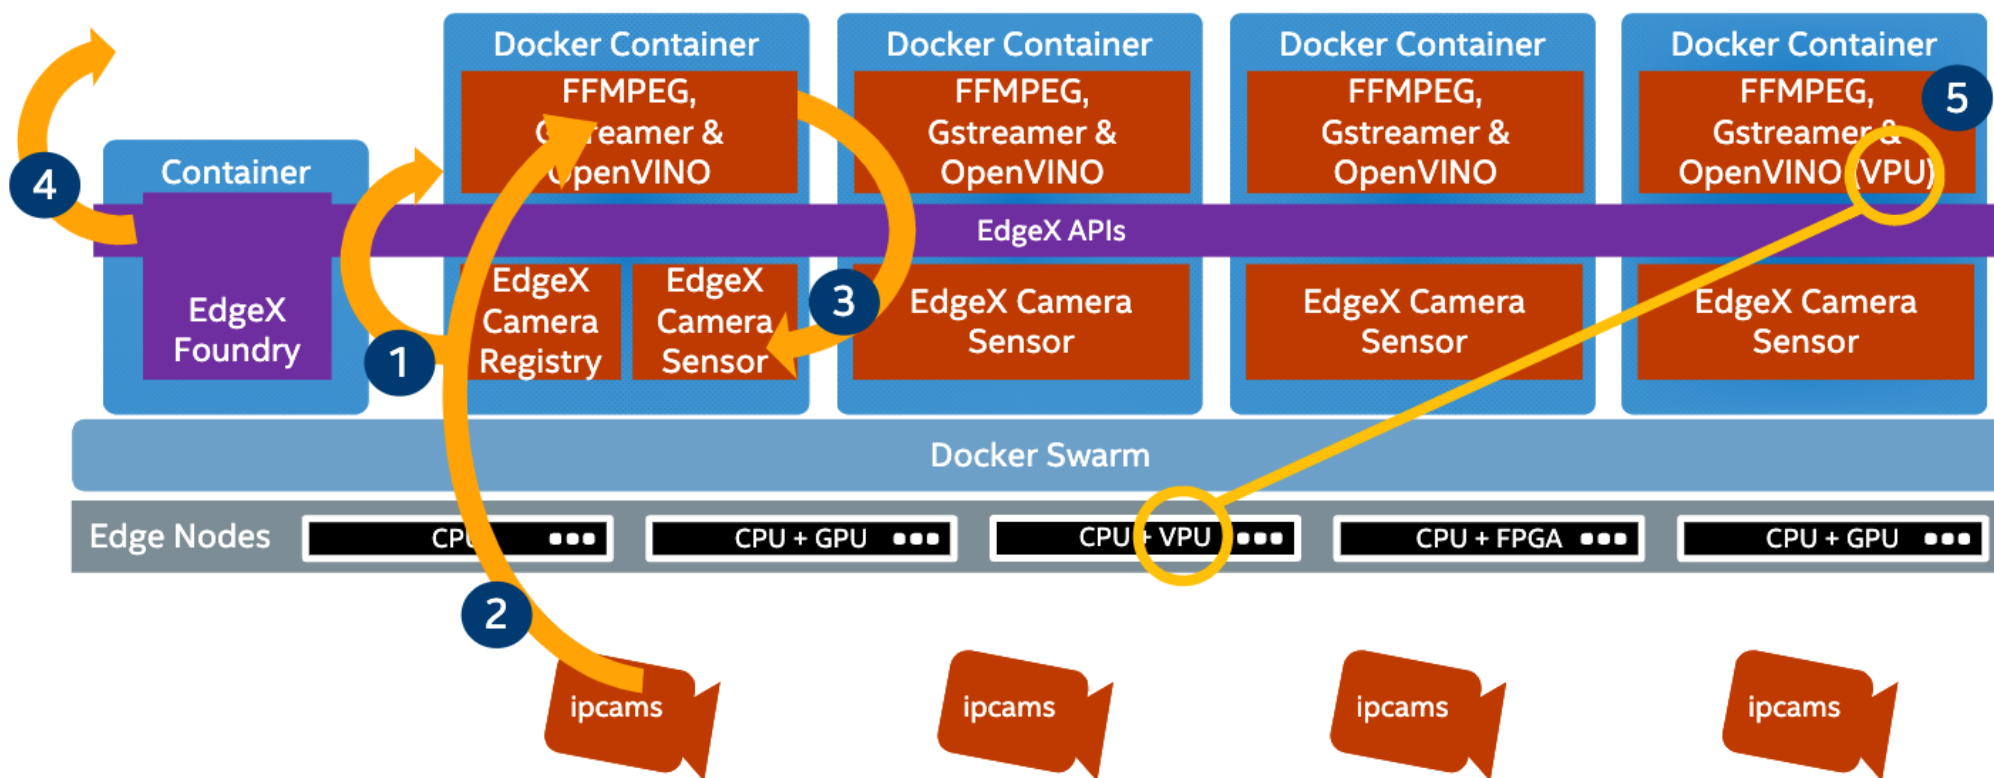 Docker Container
FFMPEG,
Gstreamer &
OpenVINO
Docker Container
FFMPEG,
Gstreamer &
OpenVINO
Docker Container
FFMPEG,
Gstreamer &
OpenVINO
Docker Container
FFMPEG,
Gstreamer &
OpenVINO (VPU)
5
4
Container
EdgeX
Foundry
EdgeX APIs
1
EdgeX
Camera
Registry
EdgeX
Camera
Sensor
3
EdgeX Camera
Sensor
EdgeX Camera
Sensor
EdgeX Camera
Sensor
Docker Swarm
Edge Nodes
CPU
CPU + GPU
CPU + VPU
CPU + FPGA
CPU + GPU
2
ipcams
ipcams
ipcams
ipcams